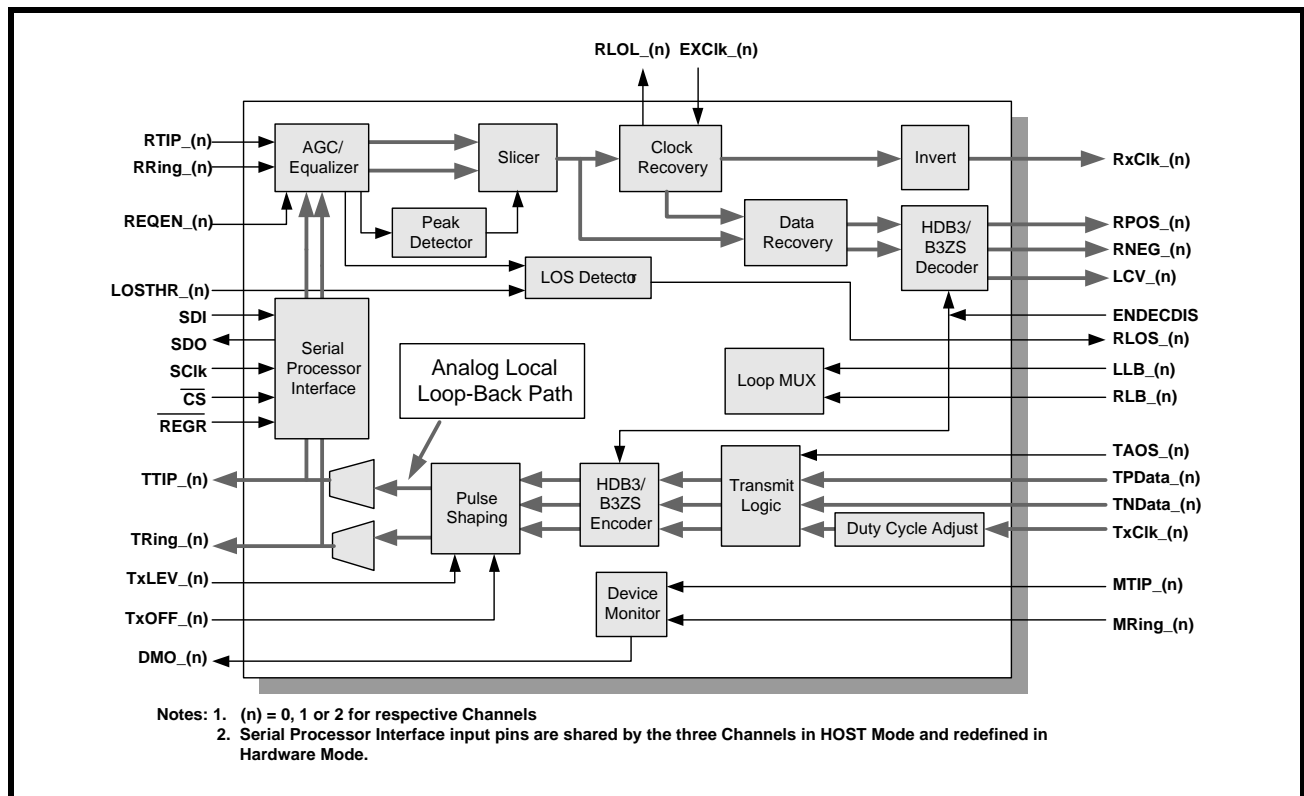 RLOL_(n) EXClk_(n)
RTIP_(n)
RRing_(n)
REQEN_(n)
LOSTHR_(n)
SDI
SDO
SClk
CS
REGR
TTIP_(n)
TRing_(n)
TxLEV_(n)
TxOFF_(n)
DMO_(n)
AGC/
Equalizer
Slicer
Clock
Recovery
Invert
Peak
Detector
Data
Recovery
HDB3/
B3ZS
Decoder
LOS Detector
Serial
Processor
Interface
Analog Local
Loop-Back Path
Loop MUX
Pulse
Shaping
HDB3/
B3ZS
Encoder
Transmit
Logic
Duty Cycle Adjust
Device
Monitor
RxClk_(n)
RPOS_(n)
RNEG_(n)
LCV_(n)
ENDECDIS
RLOS_(n)
LLB_(n)
RLB_(n)
TAOS_(n)
TPData_(n)
TNData_(n)
TxClk_(n)
MTIP_(n)
MRing_(n)
Notes: 1. (n) = 0, 1 or 2 for respective Channels
2. Serial Processor Interface input pins are shared by the three Channels in HOST Mode and redefined in
Hardware Mode.